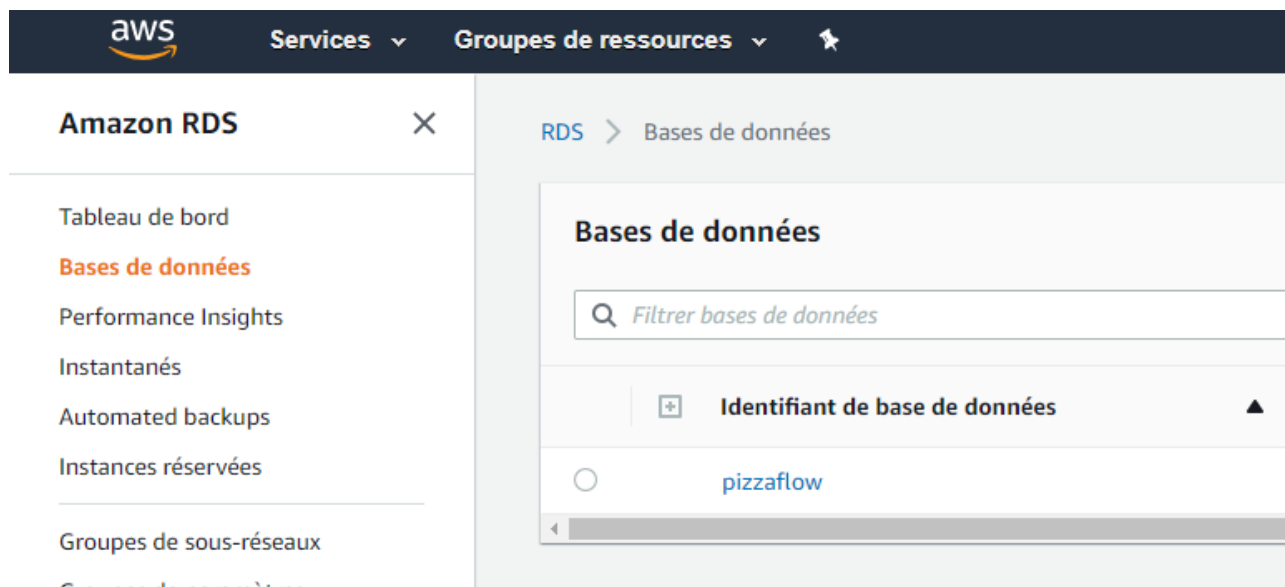 aws Services Groupes de ressources
Amazon RDS
Tableau de bord
Bases de données
Performance Insights
Instantanés
Automated backups
Instances réservées
Groupes de sous-réseaux
RDS > Bases de données
Bases de données
Filtrer bases de données
Identifiant de base de données
pizzaflow